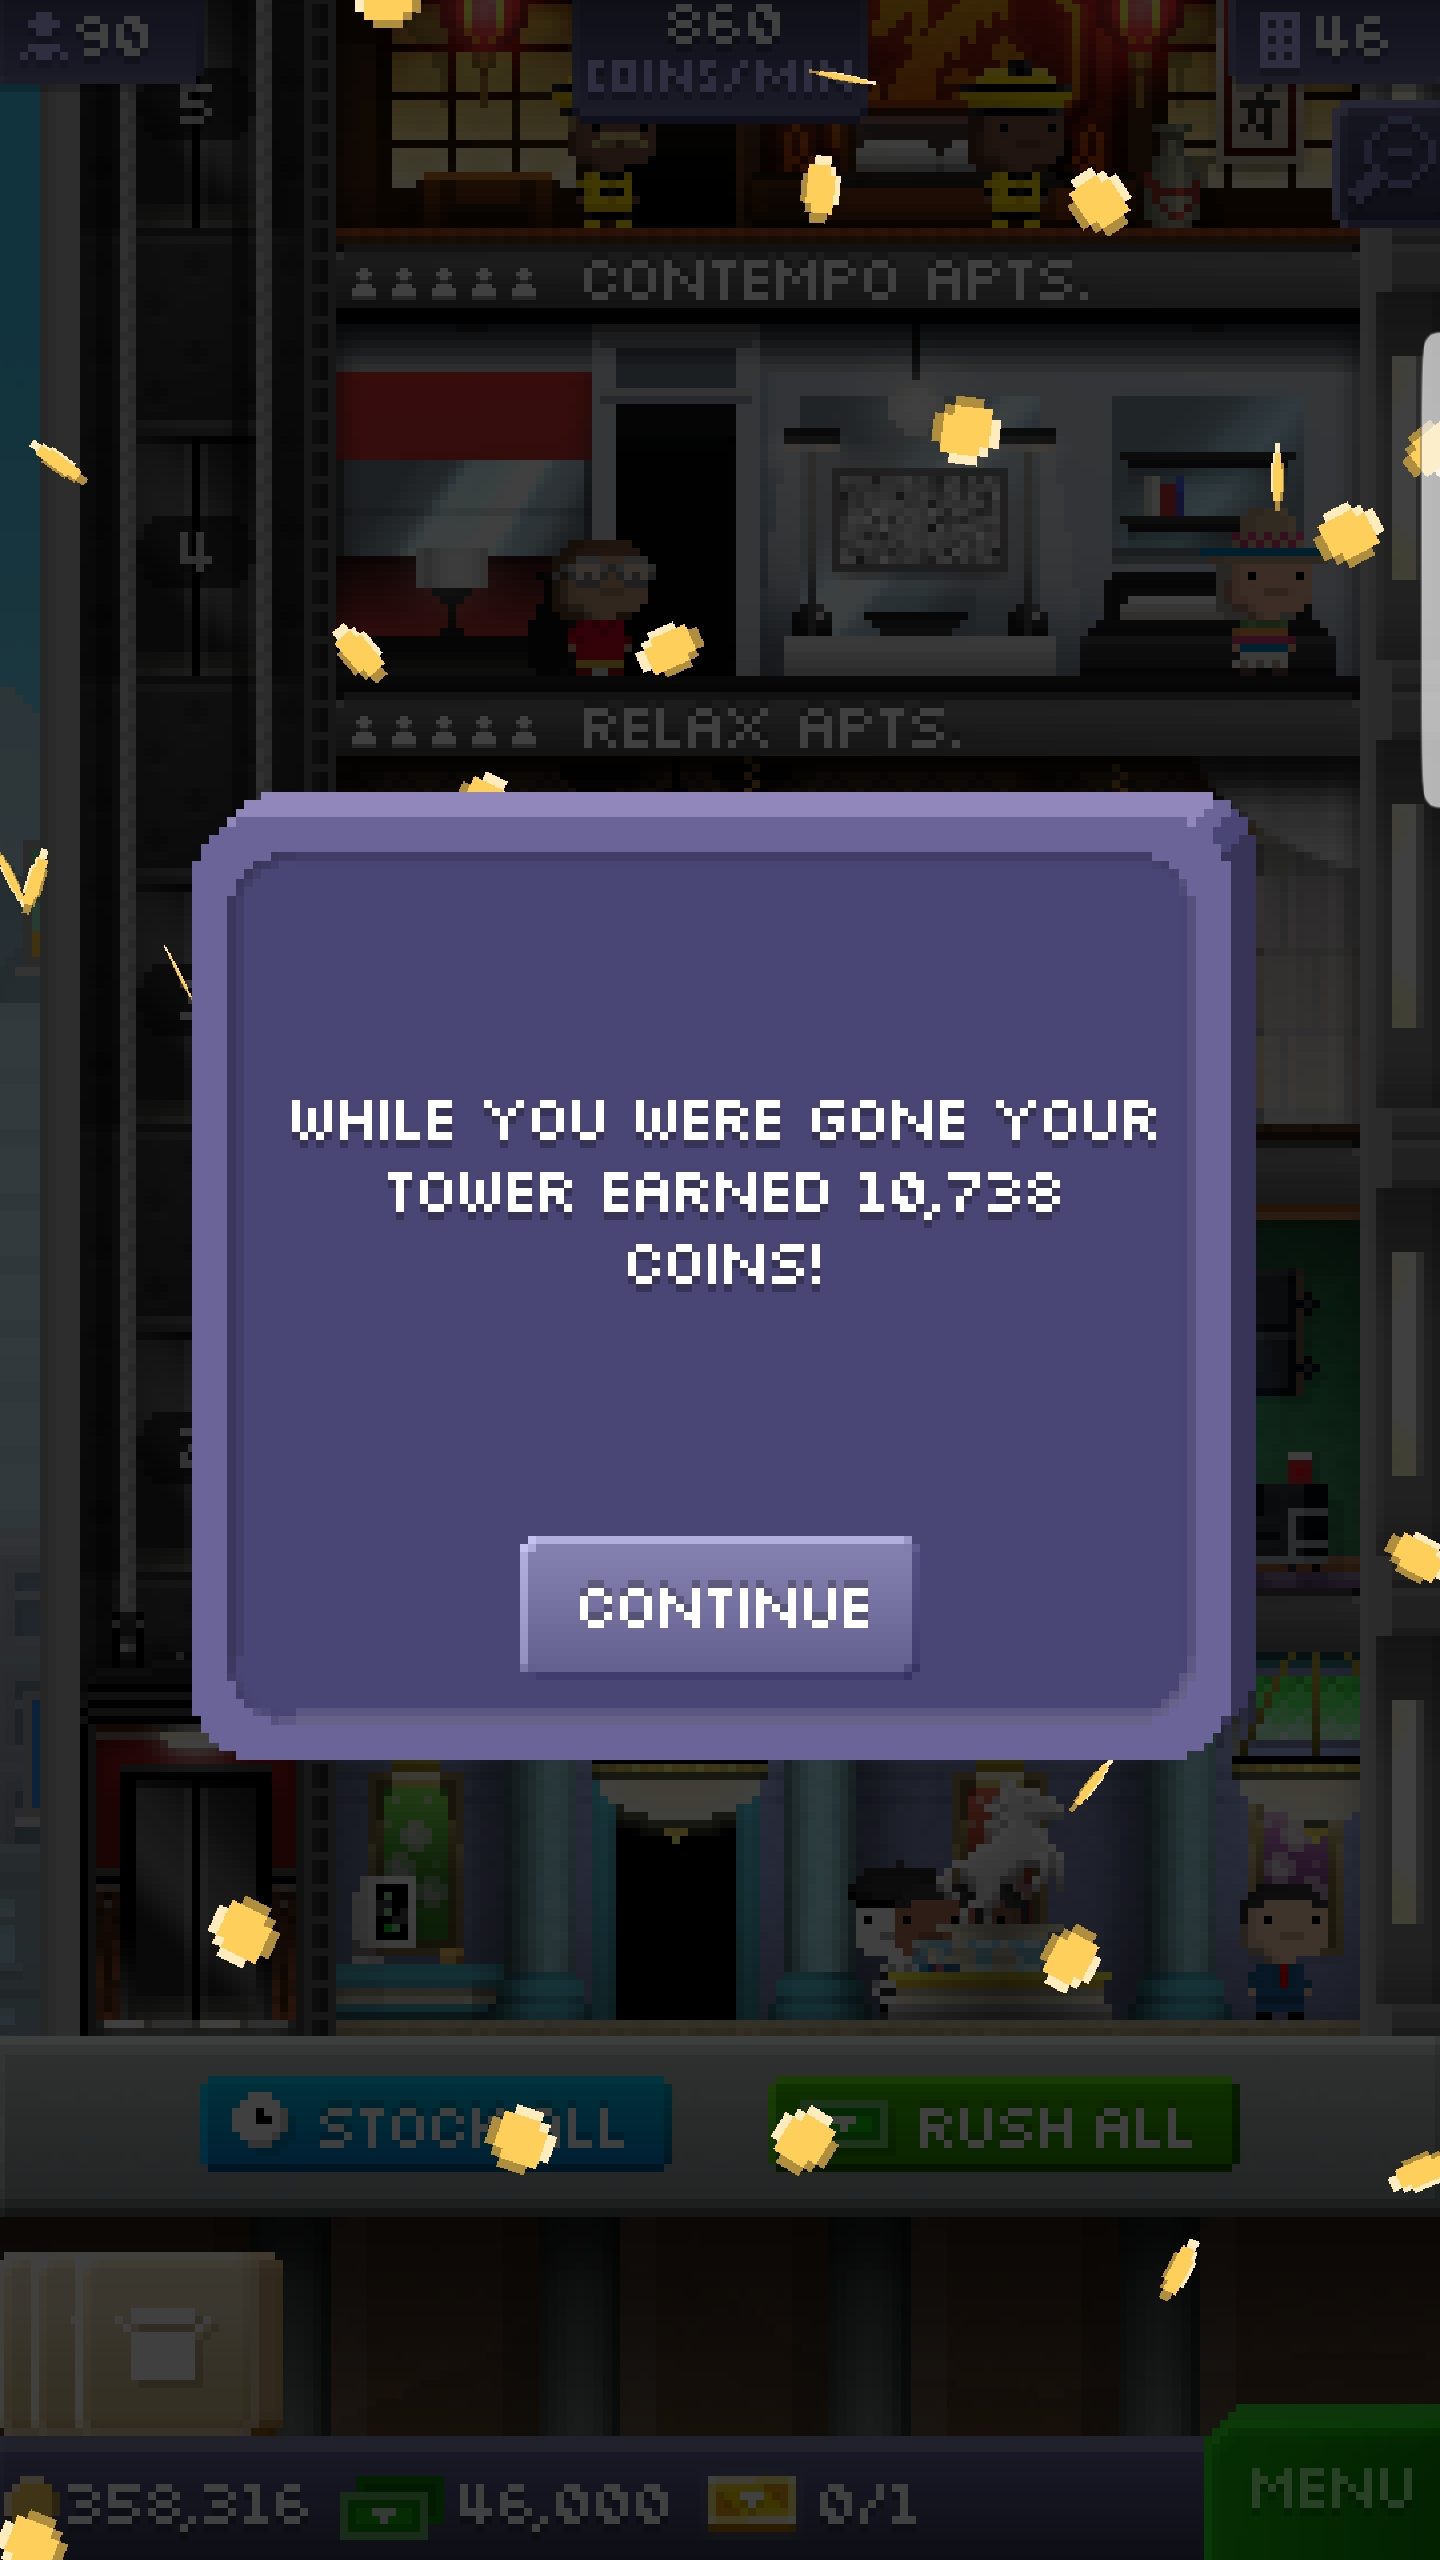 90
860
COINS/MIN
46
5
CONTEMPO APTS.
4
RELAX APTS.
WHILE YOU WERE GONE YOUR
TOWER EARNED 10,738
COINS!
CONTINUE
RUSH ALL
358,316
46,000
0/1
MENU